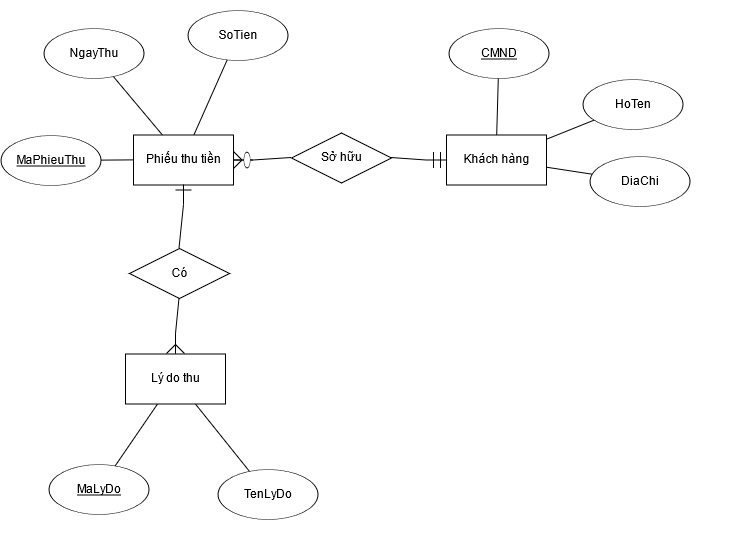 SoTien
NgayThu
CMND
HoTen
MaPhieuThu
Phiếu thu tiền
Sở hữu
Khách hàng
DiaChi
Có
Lý do thu
MaLyDo
TenLyDo